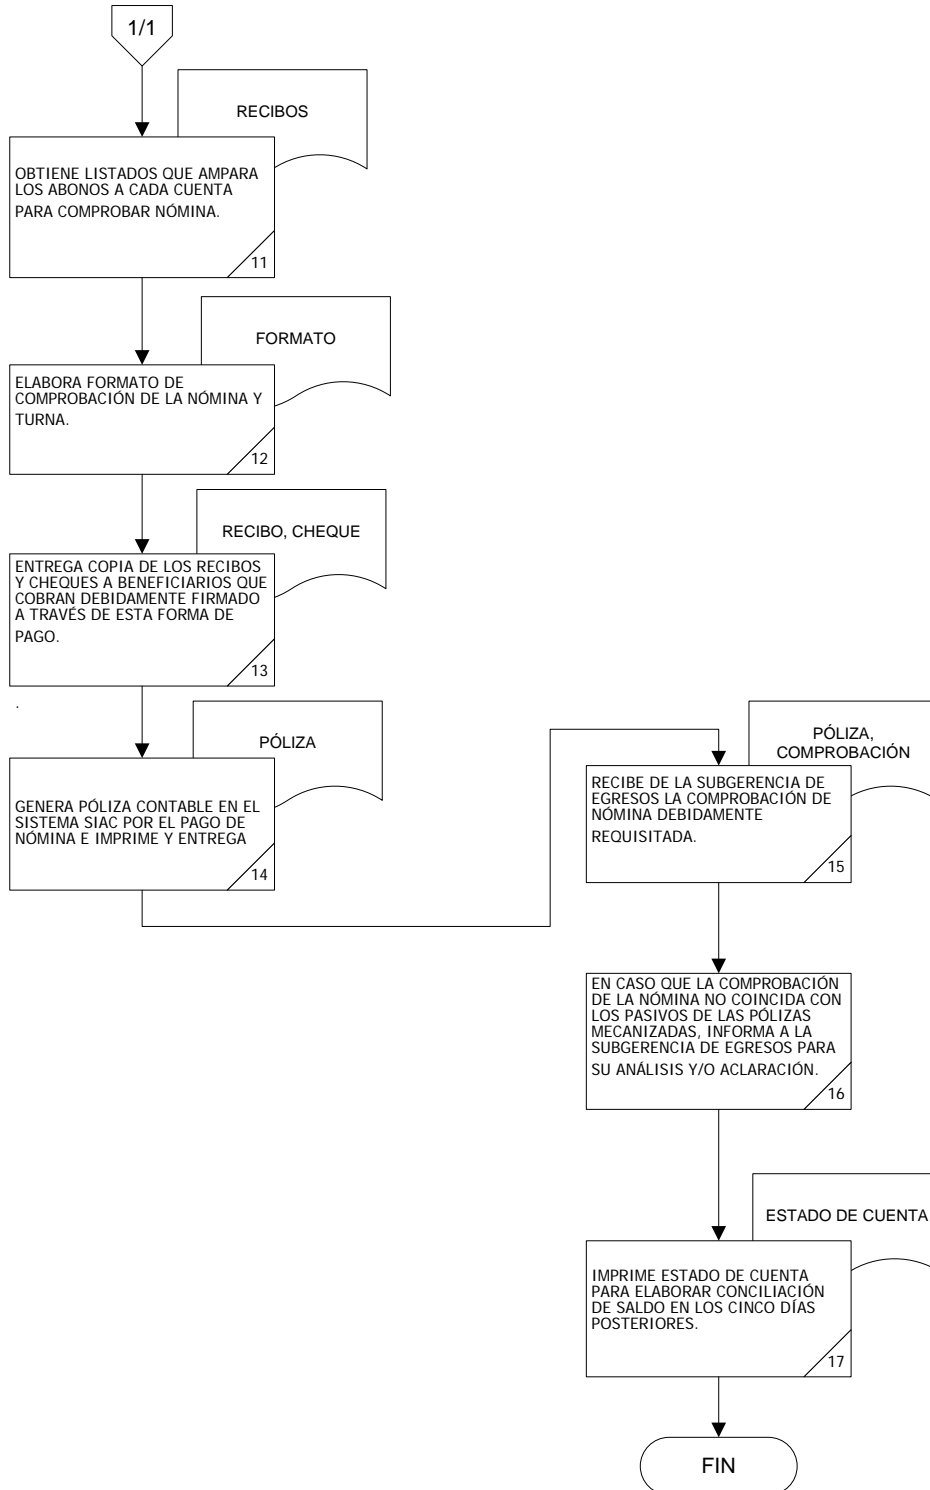 1/1
RECIBOS
OBTIENE LISTADOS QUE AMPARA
LOS ABONOS A CADA CUENTA
PARA COMPROBAR NÓMINA.
11
FORMATO
ELABORA FORMATO DE
COMPROBACIÓN DE LA NÓMINA Y
TURNA.
12
RECIBO, CHEQUE
ENTREGA COPIA DE LOS RECIBOS
Y CHEQUES A BENEFICIARIOS QUE
COBRAN DEBIDAMENTE FIRMADO
A TRAVÉS DE ESTA FORMA DE
PAGO.
13
.
PÓLIZA
GENERA PÓLIZA CONTABLE EN EL
SISTEMA SIAC POR EL PAGO DE
NÓMINA E IMPRIME Y ENTREGA
14
PÓLIZA,
COMPROBACIÓN
RECIBE DE LA SUBGERENCIA DE
EGRESOS LA COMPROBACIÓN DE
NÓMINA DEBIDAMENTE
REQUISITADA.
15
EN CASO QUE LA COMPROBACIÓN
DE LA NÓMINA NO COINCIDA CON
LOS PASIVOS DE LAS PÓLIZAS
MECANIZADAS, INFORMA A LA
SUBGERENCIA DE EGRESOS PARA
SU ANÁLISIS Y/O ACLARACIÓN.
16
ESTADO DE CUENTA
IMPRIME ESTADO DE CUENTA
PARA ELABORAR CONCILIACIÓN
DE SALDO EN LOS CINCO DÍAS
POSTERIORES.
17
FIN